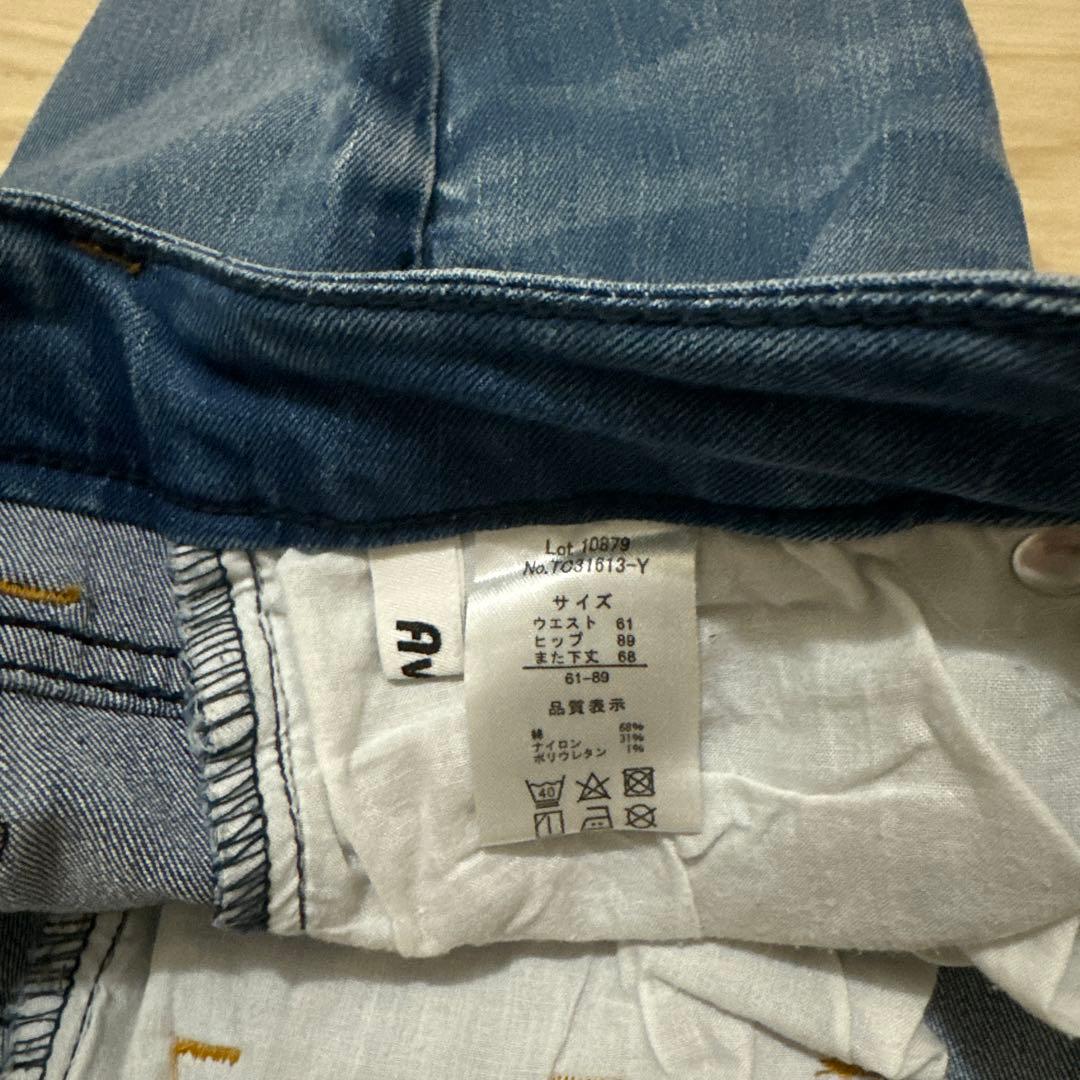 Lot 10879
No.TC31613-Y
サイズ
ウエスト 61
ヒップ 89
また下丈 68
61-89
品質表示
綿 68%
ナイロン 31%
ポリウレタン 1%
40
Av